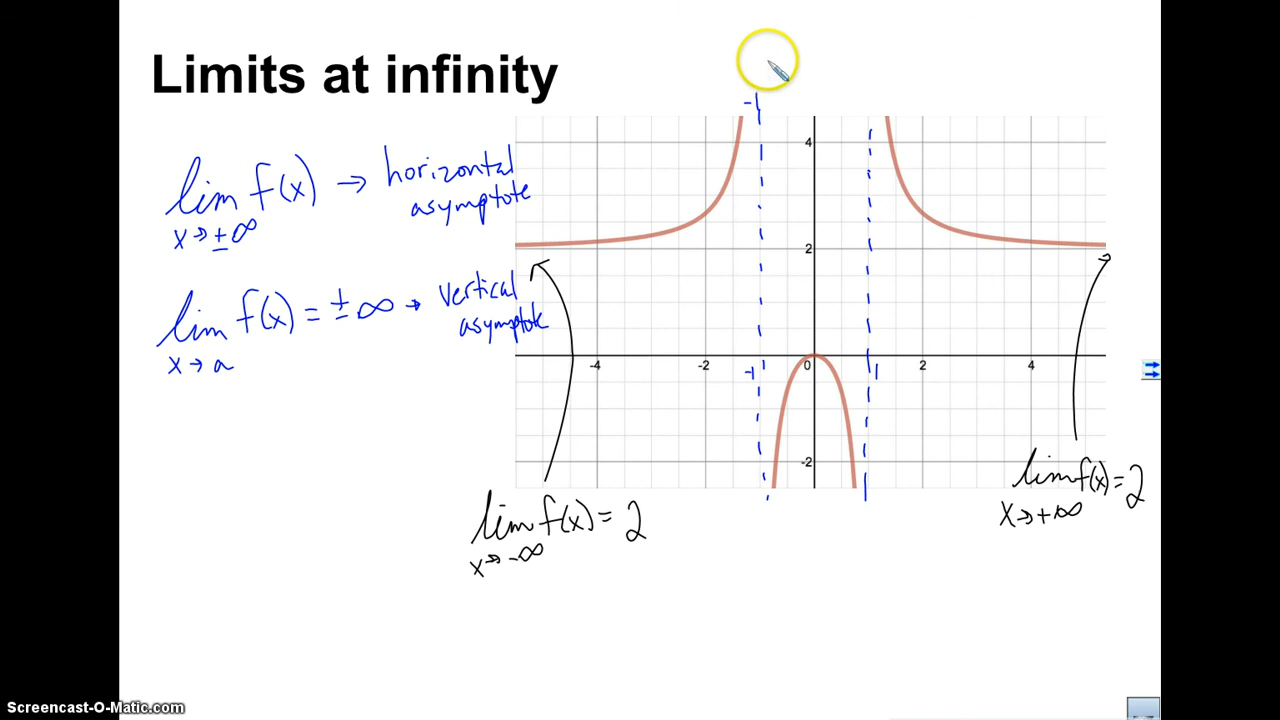 Limits at infinity
lim f(x) → horizontal
x→±∞ asymptote
lim f(x) = ±∞ → vertical
x→a asymptote
-1
4
2
-4 -2 -1 0 1 2 4
-2
lim f(x) = 2
x→-∞
lim f(x) = 2
x→+∞
Screencast-O-Matic.com